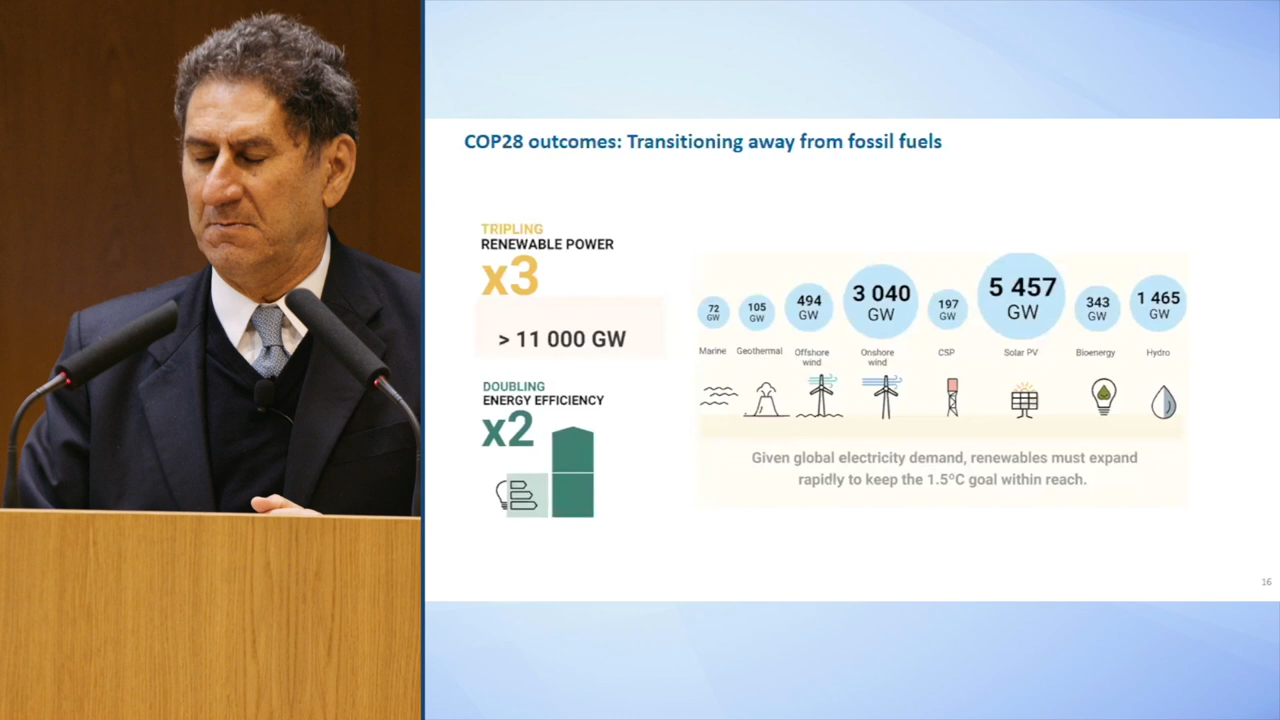 COP28 outcomes: Transitioning away from fossil fuels
TRIPLING
RENEWABLE POWER
x3
> 11 000 GW
DOUBLING
ENERGY EFFICIENCY
x2
72
GW
105
GW
494
GW
3 040
GW
197
GW
5 457
GW
343
GW
1 465
GW
Marine
Geothermal
Offshore
wind
Onshore
wind
CSP
Solar PV
Bioenergy
Hydro
Given global electricity demand, renewables must expand
rapidly to keep the 1.5ºC goal within reach.
16